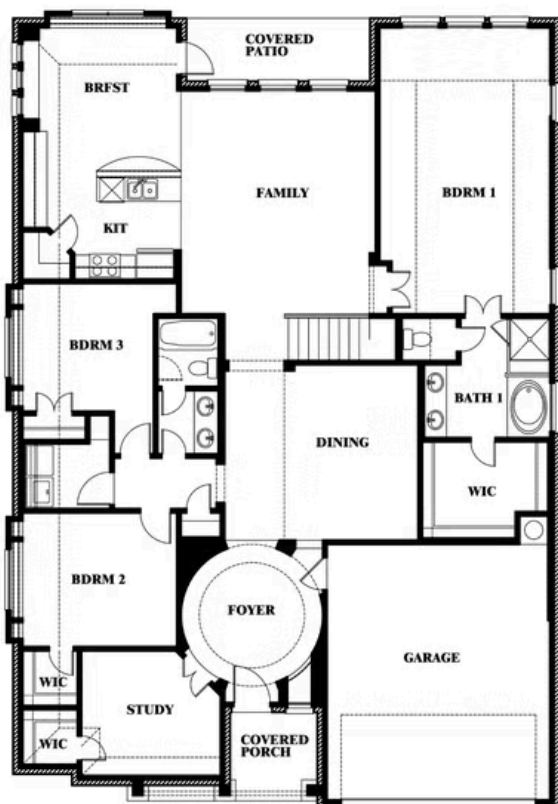 COVERED
PATIO
BRFST
FAMILY
BDRM 1
KIT
BDRM 3
BATH 1
DINING
WIC
BDRM 2
FOYER
GARAGE
WIC
STUDY
WIC
COVERED
PORCH